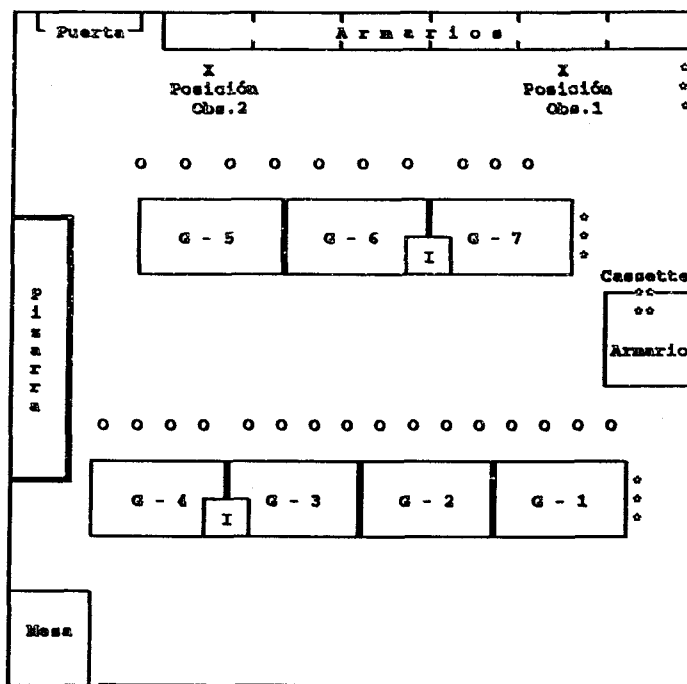 Puerta
Armarios
X
Posición
Obs.2
X
Posición
Obs.1
G - 5
G - 6
G - 7
I
Cassette
Armario
pizarra
G - 4
G - 3
G - 2
G - 1
I
Mesa